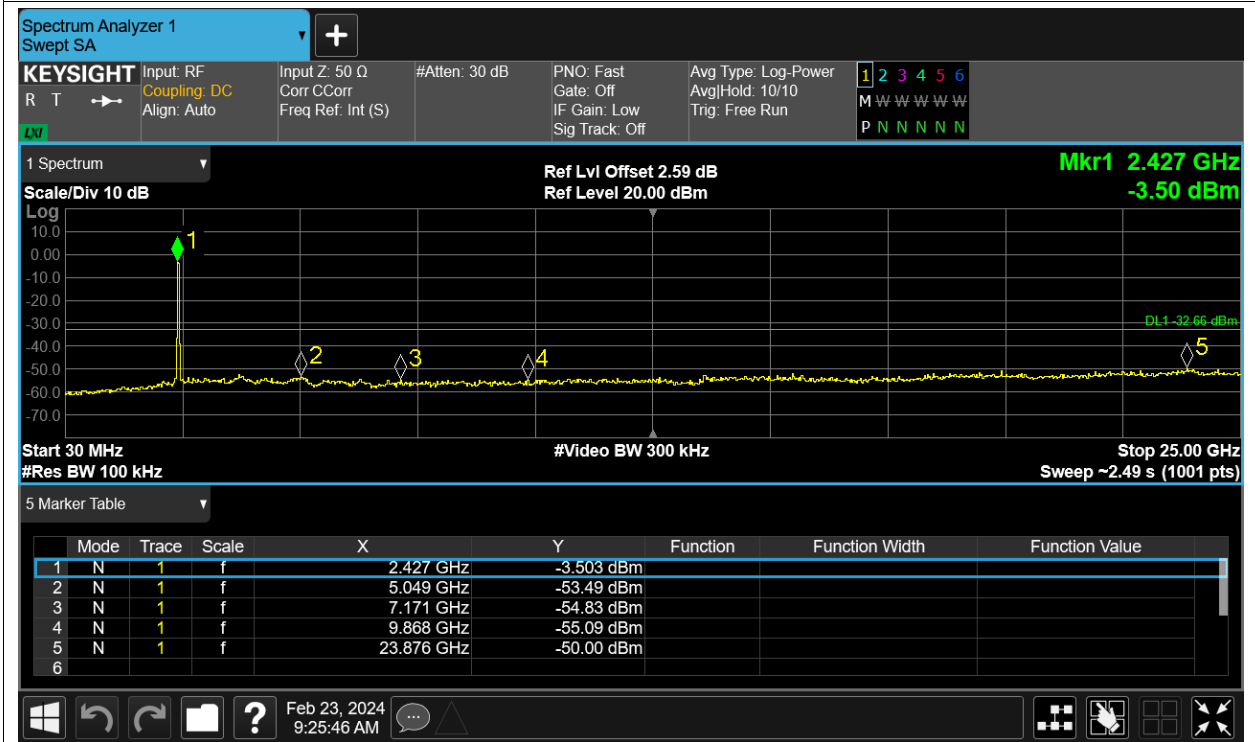 Spectrum Analyzer 1
Swept SA
+
KEYSIGHT
R T
LXI
Input: RF
Coupling: DC
Align: Auto
Input Z: 50 Ω
Corr CCorr
Freq Ref: Int (S)
#Atten: 30 dB
PNO: Fast
Gate: Off
IF Gain: Low
Sig Track: Off
Avg Type: Log-Power
Avg|Hold: 10/10
Trig: Free Run
1 2 3 4 5 6
M W W W W W
P N N N N N
1 Spectrum
Scale/Div 10 dB
Ref Lvl Offset 2.59 dB
Ref Level 20.00 dBm
Mkr1 2.427 GHz
-3.50 dBm
Log
10.0
0.00
-10.0
-20.0
-30.0
-40.0
-50.0
-60.0
-70.0
1
2
3
4
5
DL1 -32.66 dBm
Start 30 MHz
#Res BW 100 kHz
#Video BW 300 kHz
Stop 25.00 GHz
Sweep ~2.49 s (1001 pts)
5 Marker Table
Mode Trace Scale X Y Function Function Width Function Value
1 N 1 f 2.427 GHz -3.503 dBm
2 N 1 f 5.049 GHz -53.49 dBm
3 N 1 f 7.171 GHz -54.83 dBm
4 N 1 f 9.868 GHz -55.09 dBm
5 N 1 f 23.876 GHz -50.00 dBm
6
?
Feb 23, 2024
9:25:46 AM